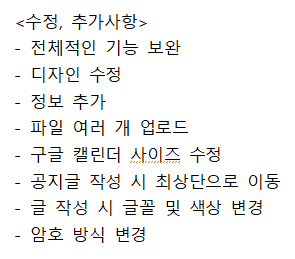 <수정, 추가사항>
- 전체적인 기능 보완
- 디자인 수정
- 정보 추가
- 파일 여러 개 업로드
- 구글 캘린더 사이즈 수정
- 공지글 작성 시 최상단으로 이동
- 글 작성 시 글꼴 및 색상 변경
- 암호 방식 변경